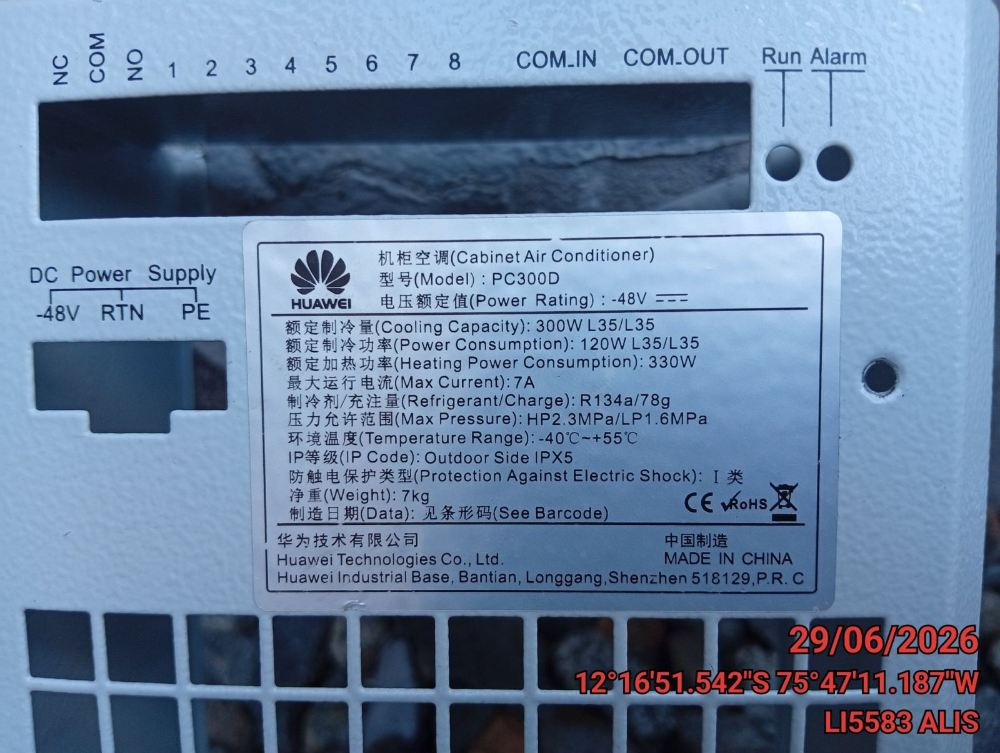 NC COM NO 1 2 3 4 5 6 7 8 COM_IN COM_OUT Run Alarm
DC Power Supply
-48V RTN PE
HUAWEI
机柜空调(Cabinet Air Conditioner)
型号(Model) : PC300D
电压额定值(Power Rating) : -48V
额定制冷量(Cooling Capacity): 300W L35/L35
额定制冷功率(Power Consumption): 120W L35/L35
额定加热功率(Heating Power Consumption): 330W
最大运行电流(Max Current): 7A
制冷剂/充注量(Refrigerant/Charge): R134a/78g
压力允许范围(Max Pressure): HP2.3MPa/LP1.6MPa
环境温度(Temperature Range): -40℃~+55℃
IP等级(IP Code): Outdoor Side IPX5
防触电保护类型(Protection Against Electric Shock): I 类
净重(Weight): 7kg
制造日期(Data): 见条形码(See Barcode)
CE RoHS
华为技术有限公司
中国制造
Huawei Technologies Co., Ltd.
MADE IN CHINA
Huawei Industrial Base, Bantian, Longgang,Shenzhen 518129,P.R. C
29/06/2026
12°16'51.542"S 75°47'11.187"W
LI5583 ALIS